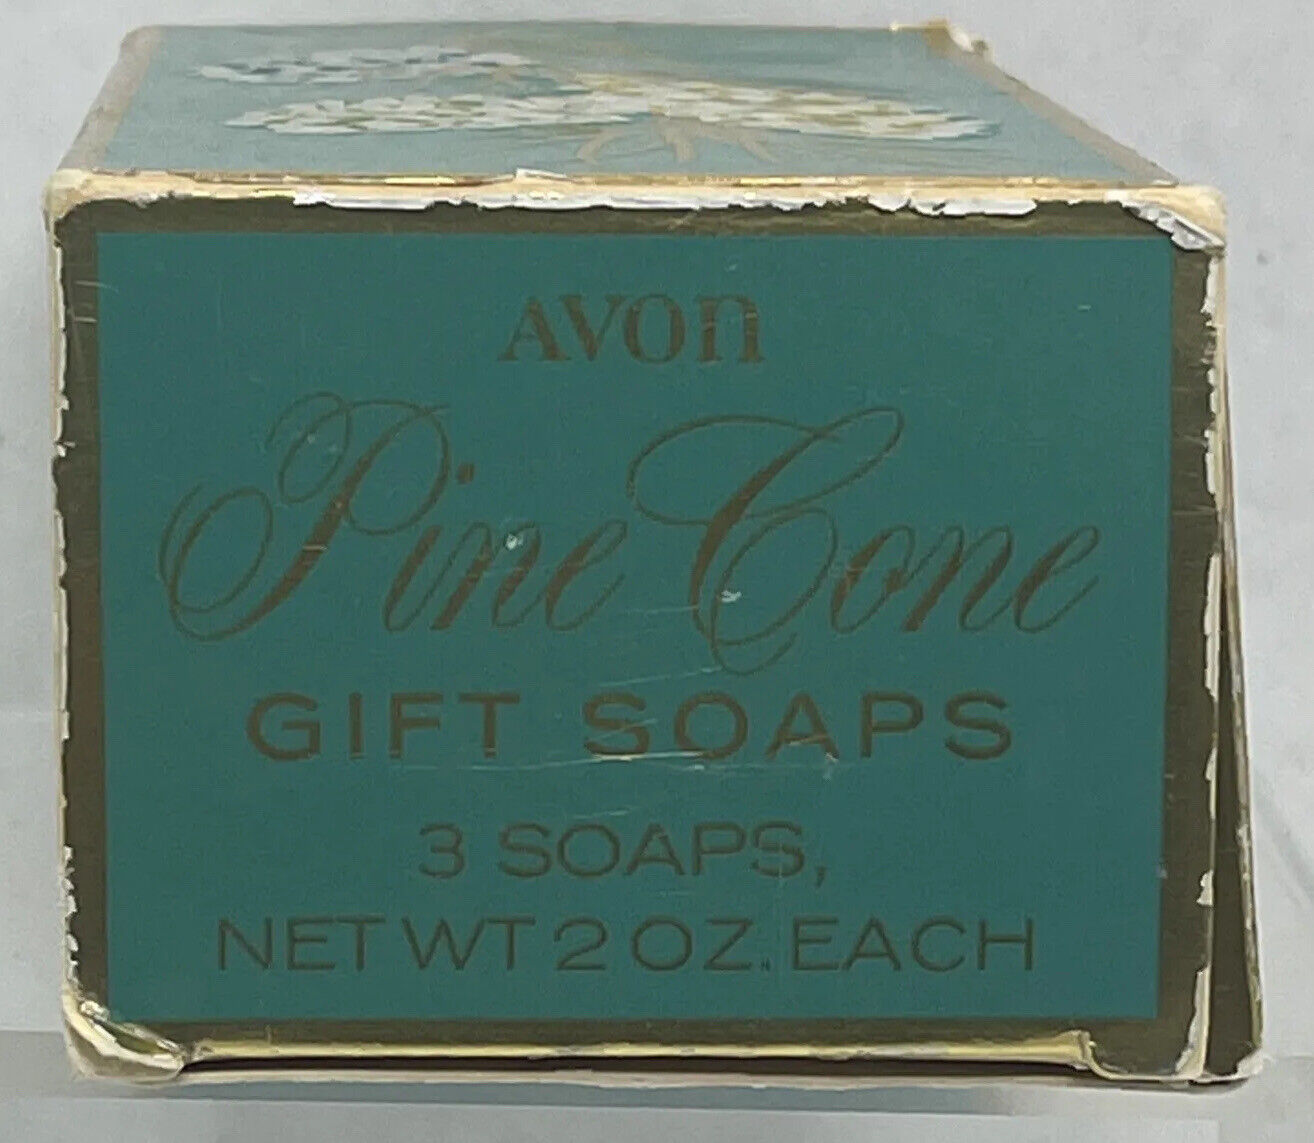 AVON
Pine Cone
GIFT SOAPS
3 SOAPS,
NET WT 2 OZ. EACH